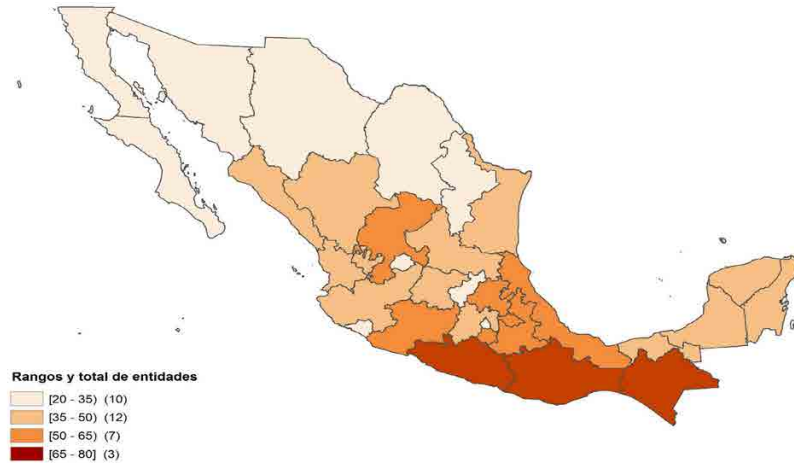 Rangos y total de entidades
[20 - 35) (10)
[35 - 50) (12)
[50 - 65) (7)
[65 - 80] (3)